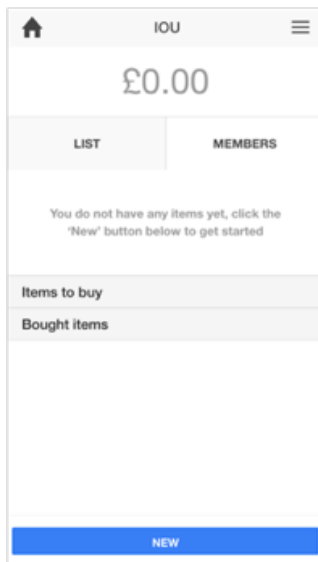 IOU
£0.00
LIST MEMBERS
You do not have any items yet, click the
‘New’ button below to get started
Items to buy
Bought items
NEW